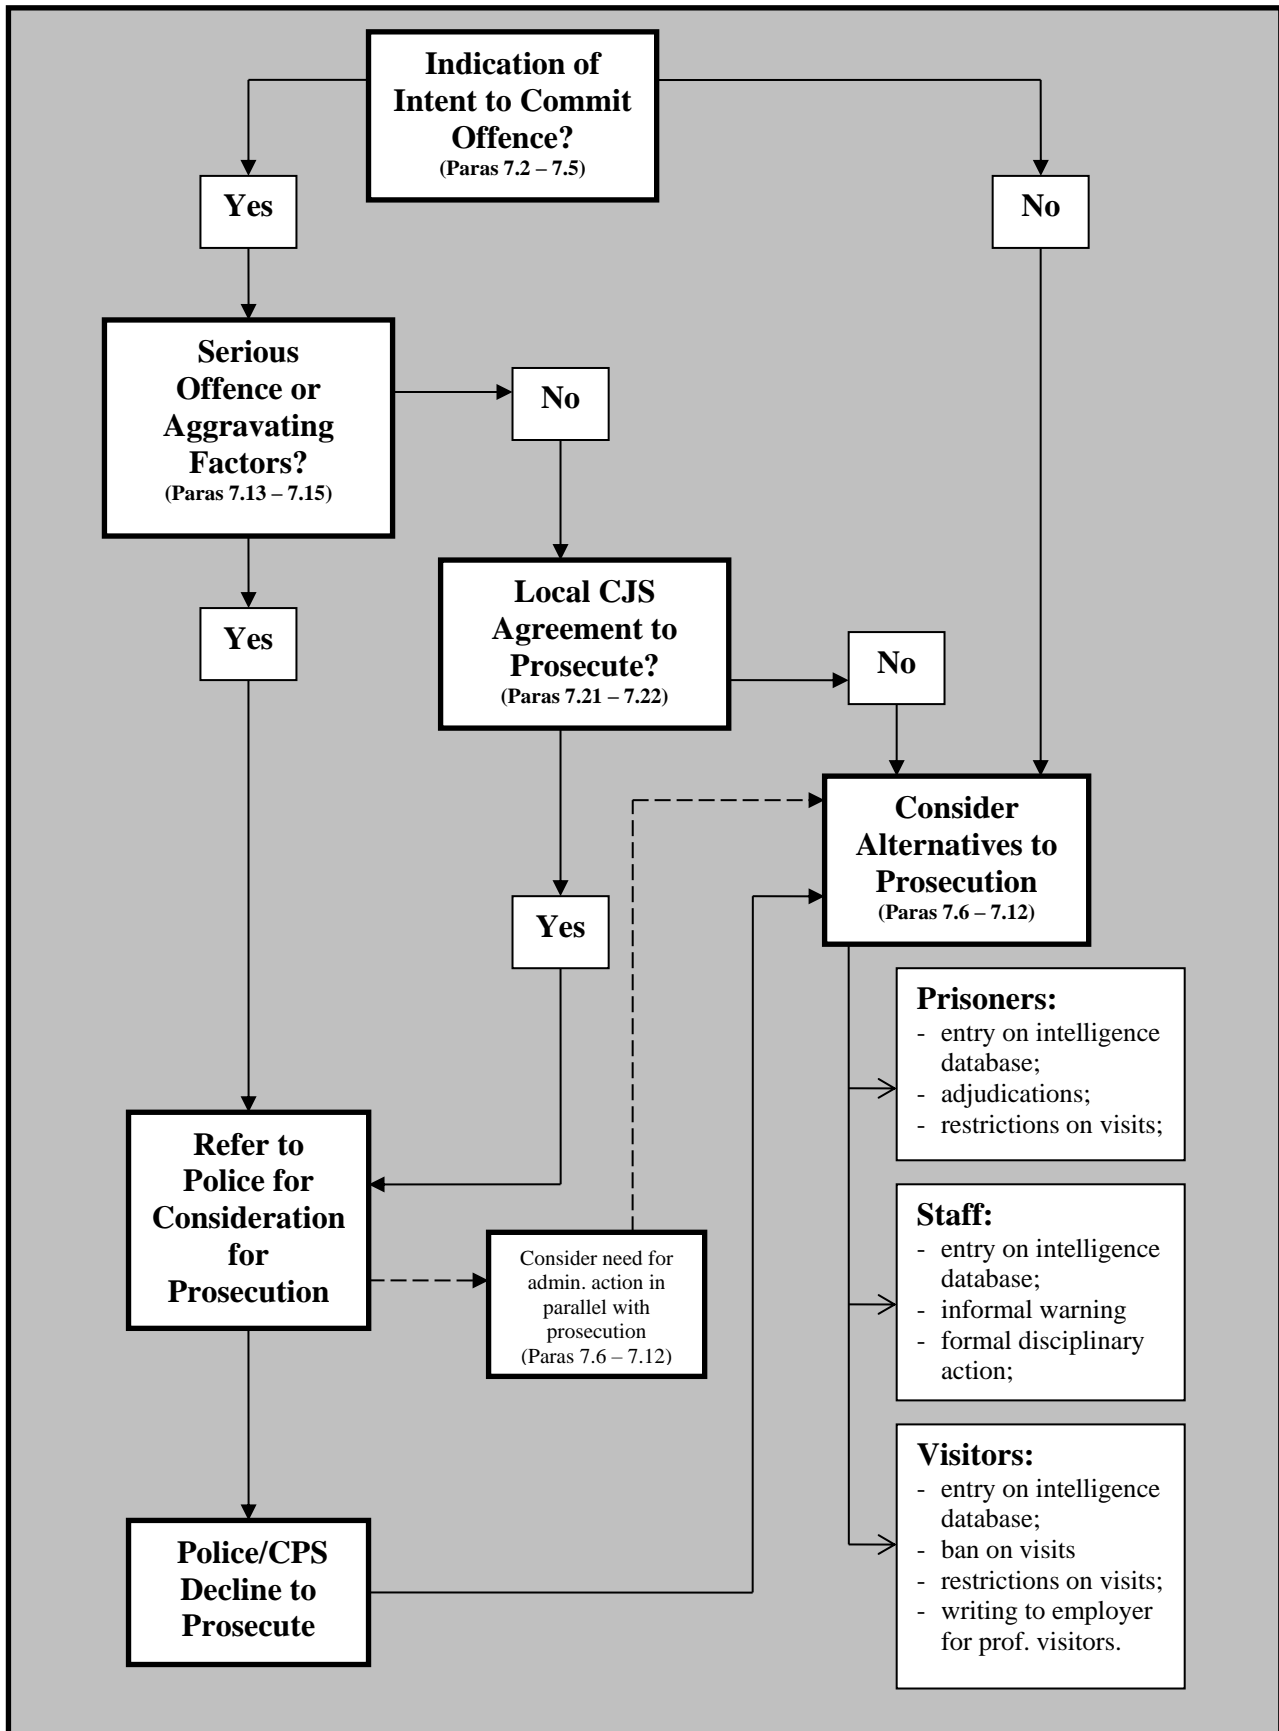 Indication of
Intent to Commit
Offence?
(Paras 7.2 – 7.5)
Yes
No
Serious
Offence or
Aggravating
Factors?
(Paras 7.13 – 7.15)
No
Yes
Local CJS
Agreement to
Prosecute?
(Paras 7.21 – 7.22)
No
Consider
Alternatives to
Prosecution
(Paras 7.6 – 7.12)
Yes
Prisoners:
- entry on intelligence
database;
- adjudications;
- restrictions on visits;
Refer to
Police for
Consideration
for
Prosecution
Consider need for
admin. action in
parallel with
prosecution
(Paras 7.6 – 7.12)
Staff:
- entry on intelligence
database;
- informal warning
- formal disciplinary
action;
Visitors:
- entry on intelligence
database;
- ban on visits
- restrictions on visits;
- writing to employer
for prof. visitors.
Police/CPS
Decline to
Prosecute